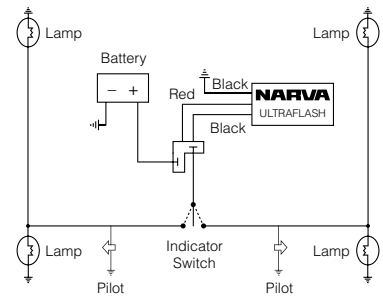 Lamp
Lamp
Battery
− +
Red
Black
NARVA
ULTRAFLASH
Black
Lamp
Indicator
Switch
Lamp
Pilot
Pilot